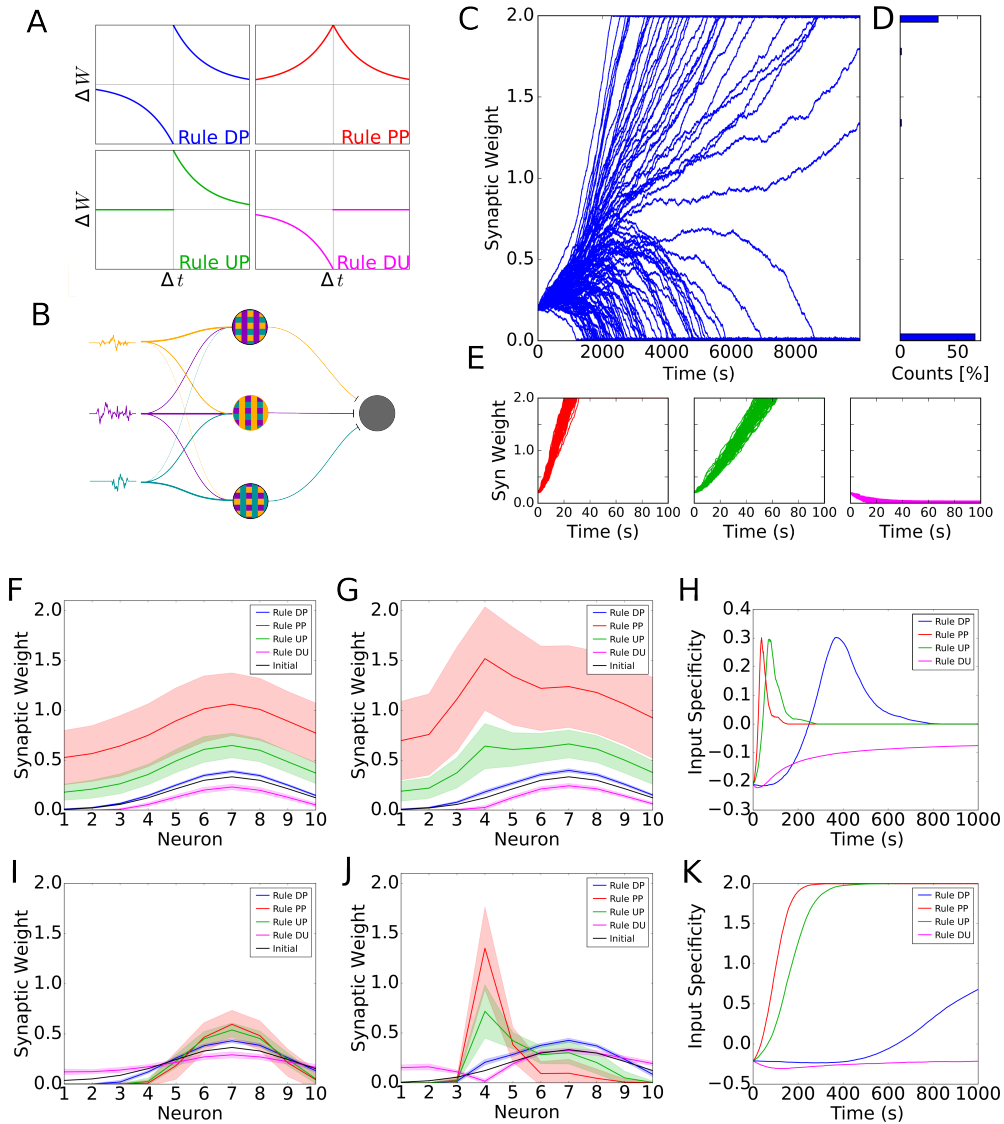 A
ΔW
Rule DP
Rule PP
ΔW
Rule UP
Rule DU
Δt
Δt
B
C
Synaptic Weight
2.0
1.5
1.0
0.5
0.0
0
2000
4000
6000
8000
Time (s)
D
0
50
Counts [%]
E
Syn Weight
2.0
1.5
1.0
0.5
0.0
0 20 40 60 80 100
Time (s)
0 20 40 60 80 100
Time (s)
0 20 40 60 80 100
Time (s)
F
Synaptic Weight
2.0
1.5
1.0
0.5
0.0
1 2 3 4 5 6 7 8 9 10
Neuron
Rule DP
Rule PP
Rule UP
Rule DU
Initial
G
Synaptic Weight
2.0
1.5
1.0
0.5
0.0
1 2 3 4 5 6 7 8 9 10
Neuron
Rule DP
Rule PP
Rule UP
Rule DU
Initial
H
Input Specificity
0.4
0.3
0.2
0.1
0.0
−0.1
−0.2
−0.3
0 200 400 600 800 1000
Time (s)
Rule DP
Rule PP
Rule UP
Rule DU
I
Synaptic Weight
2.0
1.5
1.0
0.5
0.0
1 2 3 4 5 6 7 8 9 10
Neuron
Rule DP
Rule PP
Rule UP
Rule DU
Initial
J
Synaptic Weight
2.0
1.5
1.0
0.5
0.0
1 2 3 4 5 6 7 8 9 10
Neuron
Rule DP
Rule PP
Rule UP
Rule DU
Initial
K
Input Specificity
2.0
1.5
2.0
0.5
0.0
−0.5
0 200 400 600 800 1000
Time (s)
Rule DP
Rule PP
Rule UP
Rule DU